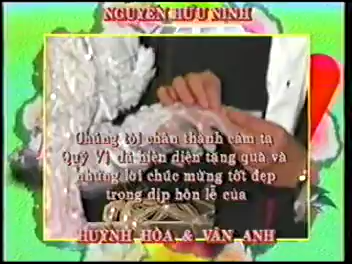 NGUYỄN HỮU NINH
Chúng tôi chân thành cảm tạ
Quý Vị đã hiện diện tặng quà và
những lời chúc mừng tốt đẹp
trong dịp hôn lễ của
HUỲNH HÒA & VÂN ANH